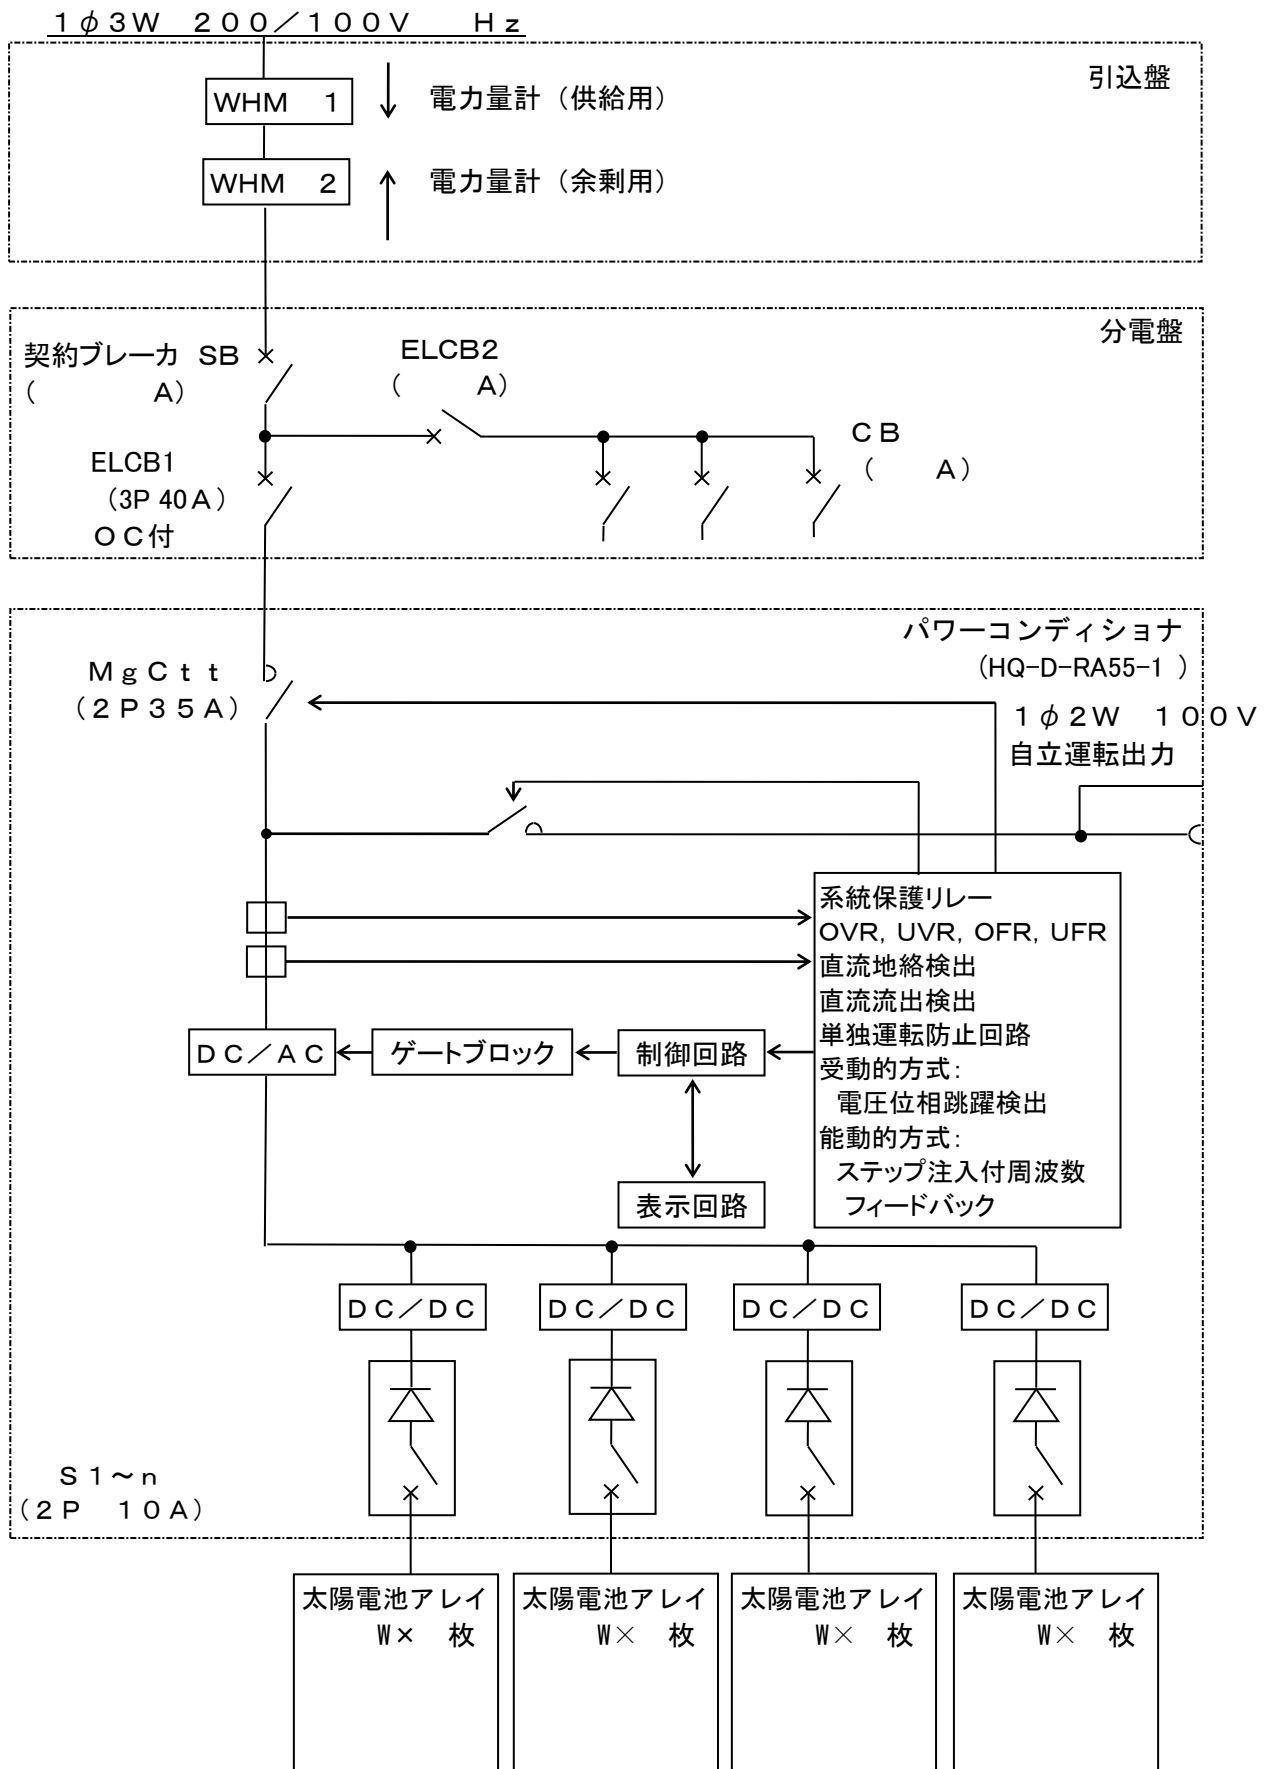 1φ3W 200／100V Hz
引込盤
WHM 1
電力量計（供給用）
WHM 2
電力量計（余剰用）
分電盤
契約ブレーカ SB
( A)
ELCB2
( A)
CB
( A)
ELCB1
(3P 40A)
OC付
パワーコンディショナ
(HQ-D-RA55-1 )
MgCtt
(2P35A)
1φ2W 100V
自立運転出力
系統保護リレー
OVR, UVR, OFR, UFR
直流地絡検出
直流流出検出
単独運転防止回路
受動的方式:
電圧位相跳躍検出
能動的方式:
ステップ注入付周波数
フィードバック
DC／AC
ゲートブロック
制御回路
表示回路
DC／DC
DC／DC
DC／DC
DC／DC
S1～n
(2P 10A)
太陽電池アレイ
W× 枚
太陽電池アレイ
W× 枚
太陽電池アレイ
W× 枚
太陽電池アレイ
W× 枚